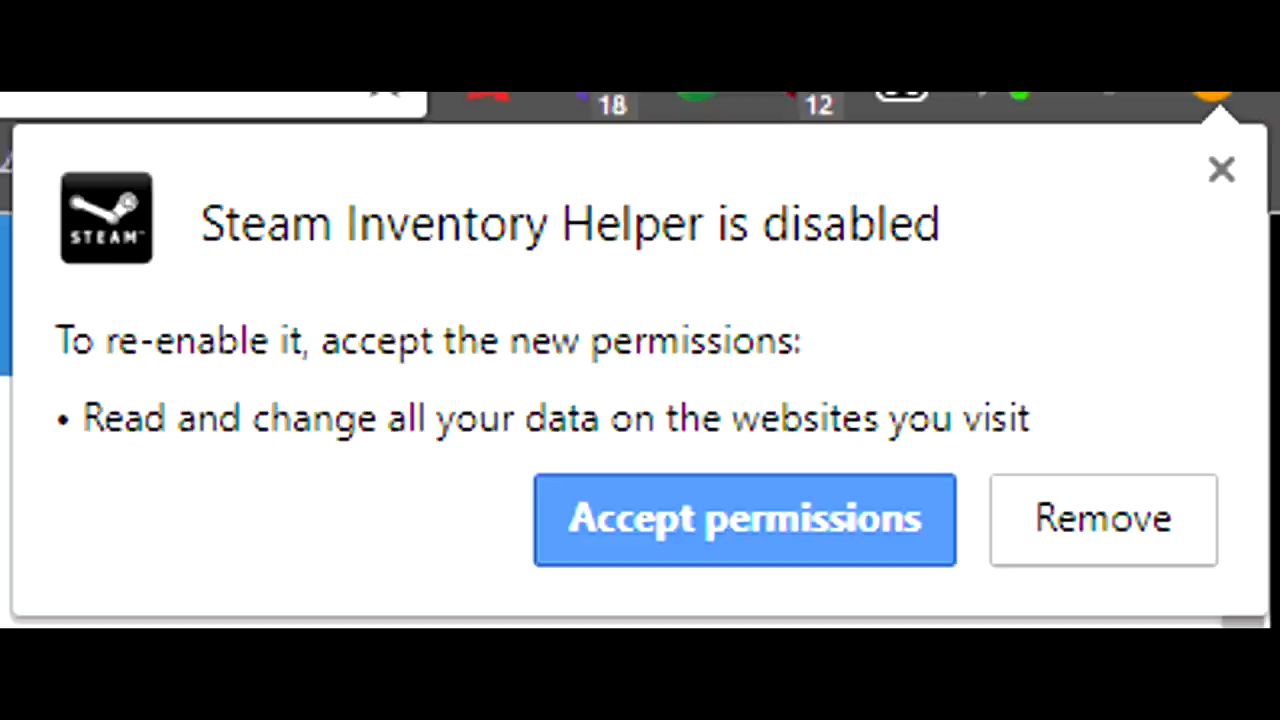 18
12
STEAM™
Steam Inventory Helper is disabled
To re-enable it, accept the new permissions:
• Read and change all your data on the websites you visit
Accept permissions
Remove